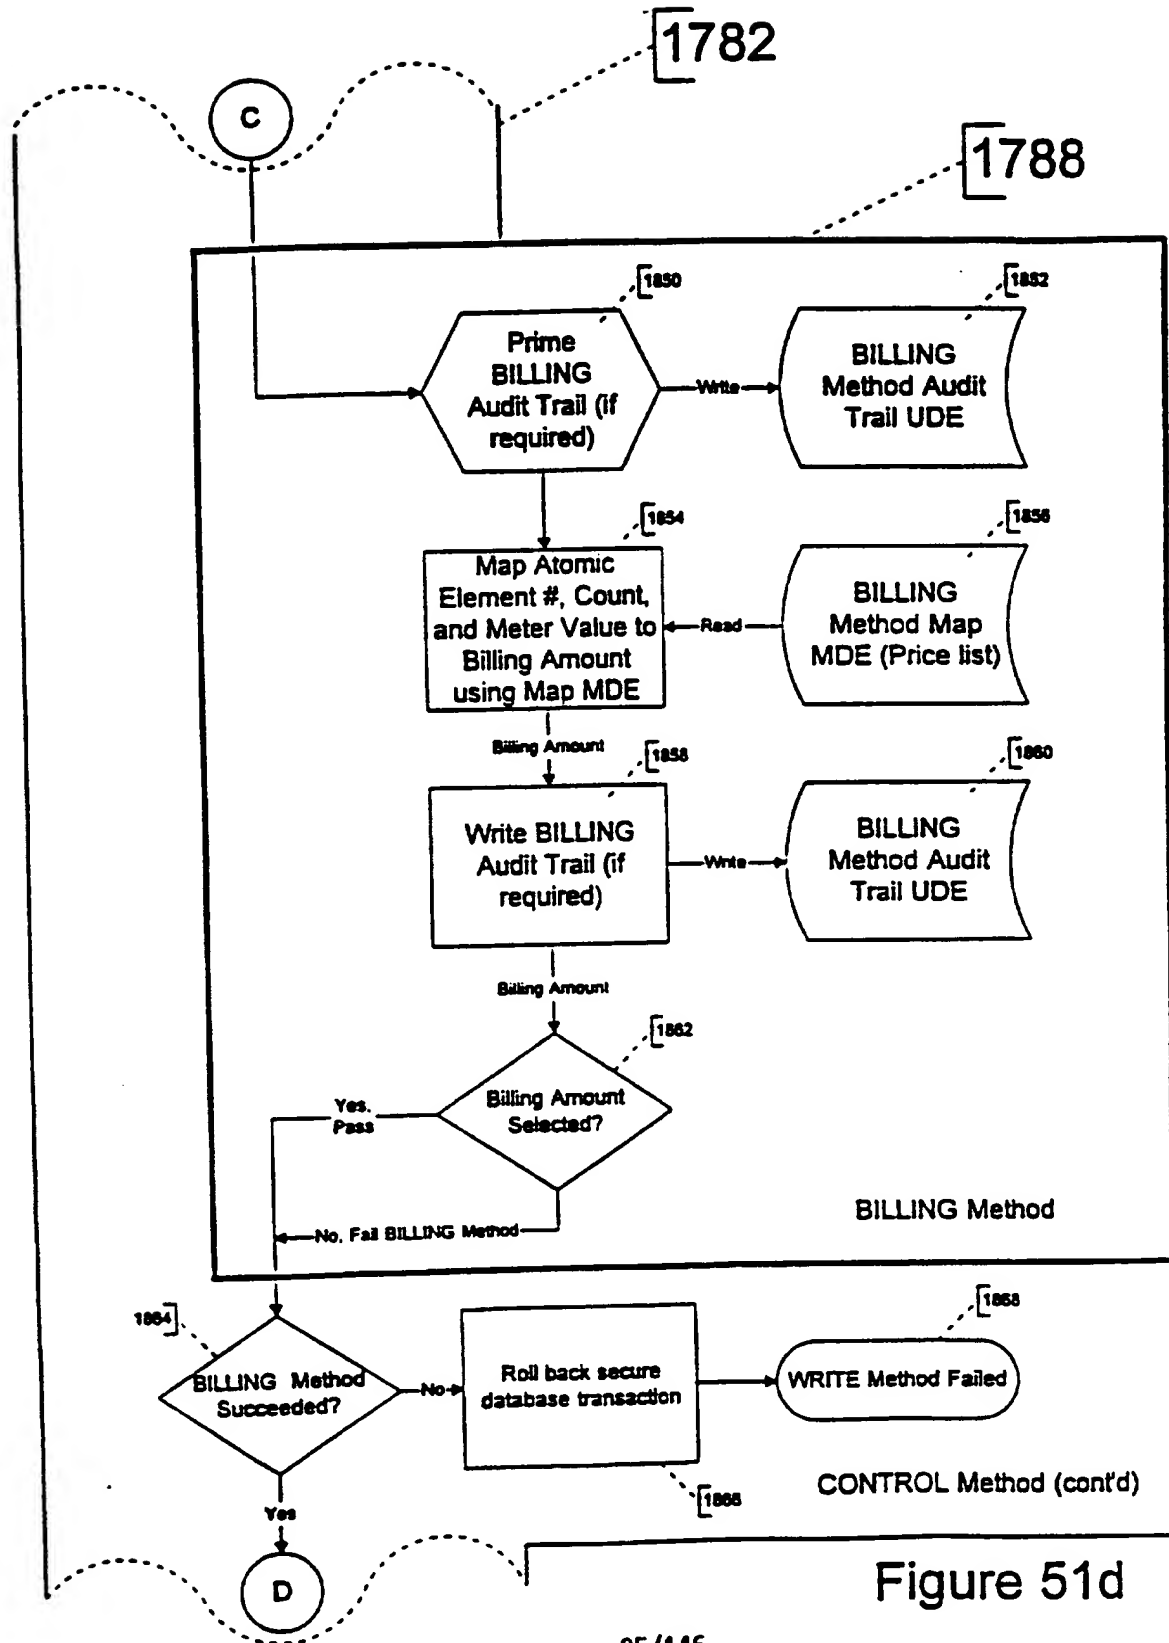 1782
C
1788
1850
1852
Prime
BILLING
Audit Trail (if
required)
Write
BILLING
Method Audit
Trail UDE
1854
1856
Map Atomic
Element #, Count,
and Meter Value to
Billing Amount
using Map MDE
Read
BILLING
Method Map
MDE (Price list)
Billing Amount
1858
1860
Write BILLING
Audit Trail (if
required)
Write
BILLING
Method Audit
Trail UDE
Billing Amount
1862
Billing Amount
Selected?
Yes,
Pass
No, Fail BILLING Method
BILLING Method
1864
1868
BILLING Method
Succeeded?
No
Roll back secure
database transaction
WRITE Method Failed
1866
CONTROL Method (cont'd)
Yes
D
Figure 51d